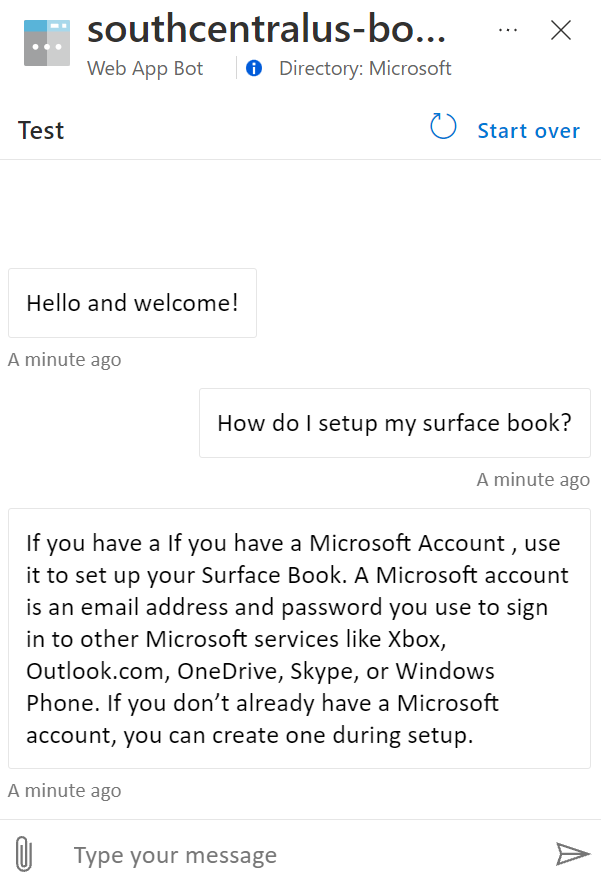 southcentralus-bo...
Web App Bot
Directory: Microsoft
Test
Start over
Hello and welcome!
A minute ago
How do I setup my surface book?
A minute ago
If you have a If you have a Microsoft Account , use
it to set up your Surface Book. A Microsoft account
is an email address and password you use to sign
in to other Microsoft services like Xbox,
Outlook.com, OneDrive, Skype, or Windows
Phone. If you don’t already have a Microsoft
account, you can create one during setup.
A minute ago
Type your message